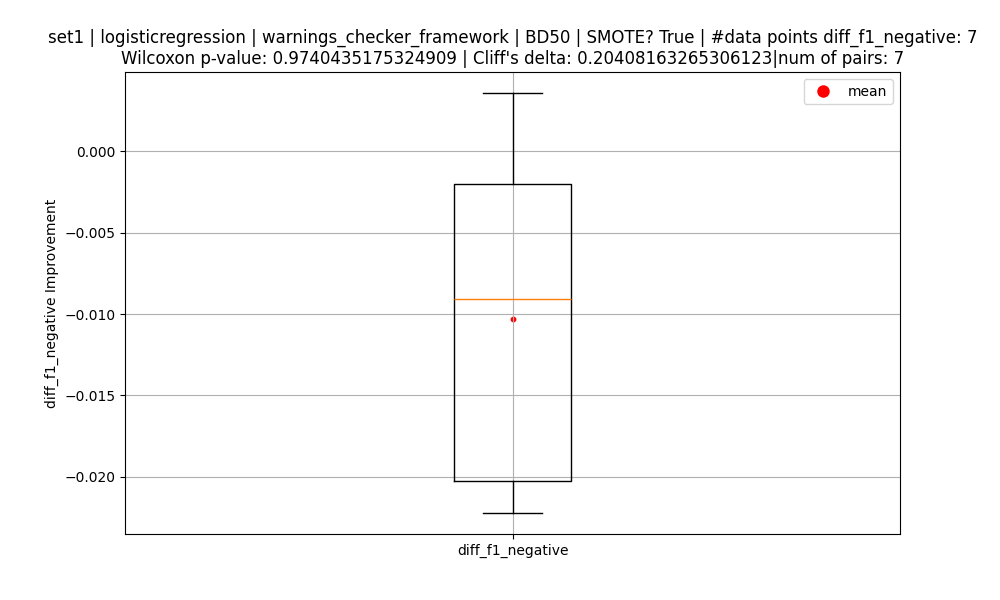 set1 | logisticregression | warnings_checker_framework | BD50 | SMOTE? True | #data points diff_f1_negative: 7
Wilcoxon p-value: 0.9740435175324909 | Cliff's delta: 0.20408163265306123|num of pairs: 7
mean
0.000
−0.005
−0.010
−0.015
−0.020
diff_f1_negative Improvement
diff_f1_negative